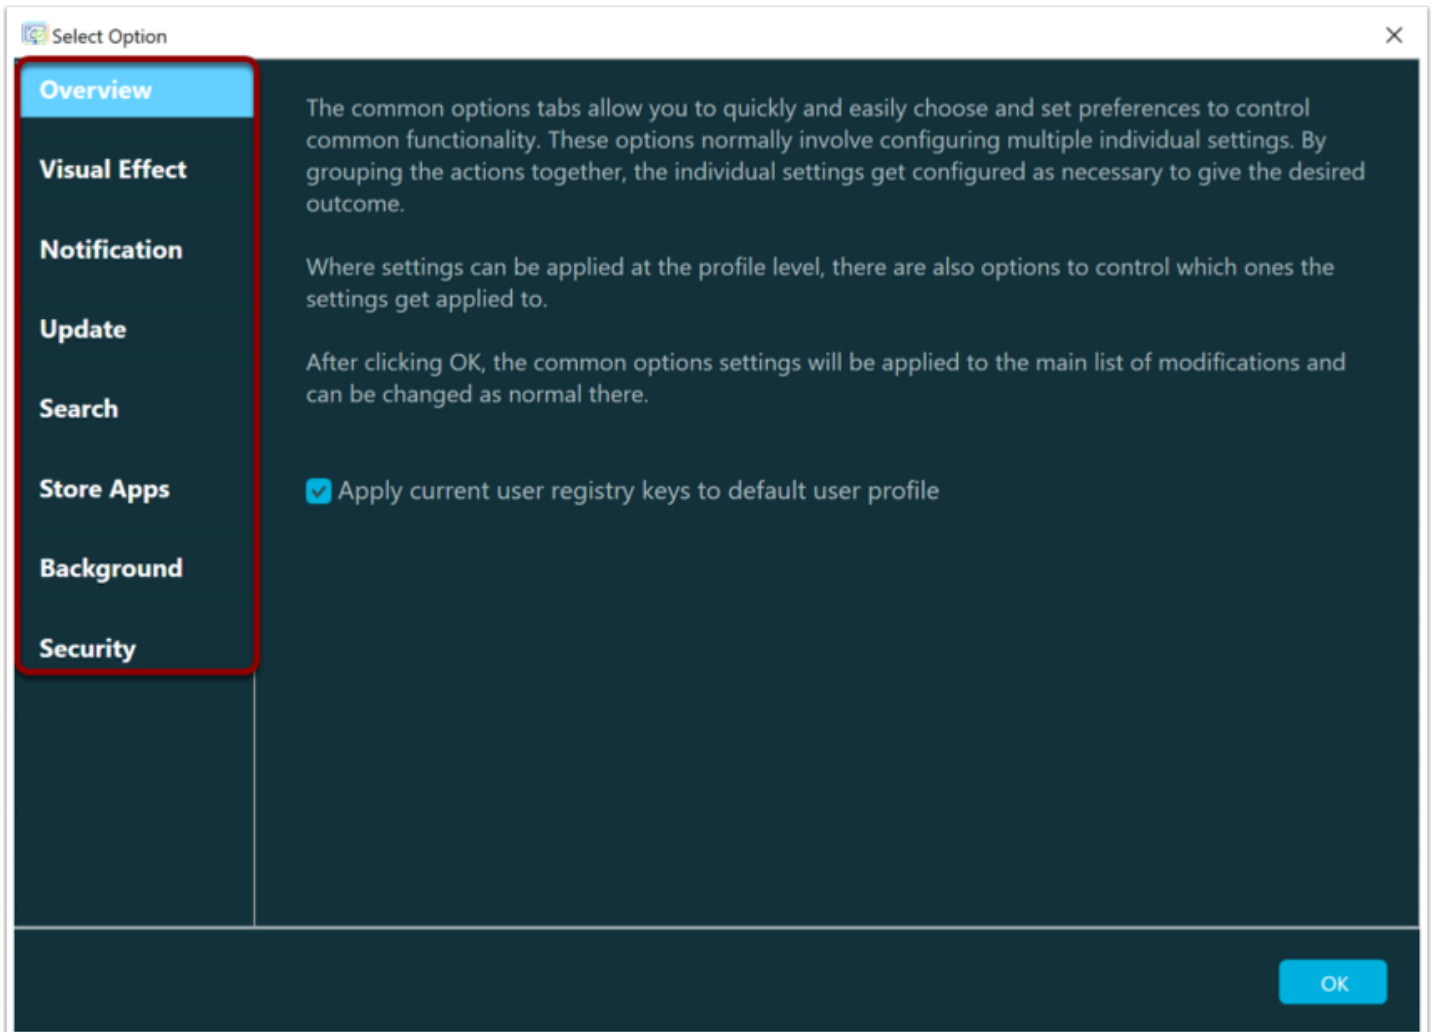 Select Option
Overview
Visual Effect
Notification
Update
Search
Store Apps
Background
Security
The common options tabs allow you to quickly and easily choose and set preferences to control
common functionality. These options normally involve configuring multiple individual settings. By
grouping the actions together, the individual settings get configured as necessary to give the desired
outcome.
Where settings can be applied at the profile level, there are also options to control which ones the
settings get applied to.
After clicking OK, the common options settings will be applied to the main list of modifications and
can be changed as normal there.
Apply current user registry keys to default user profile
OK